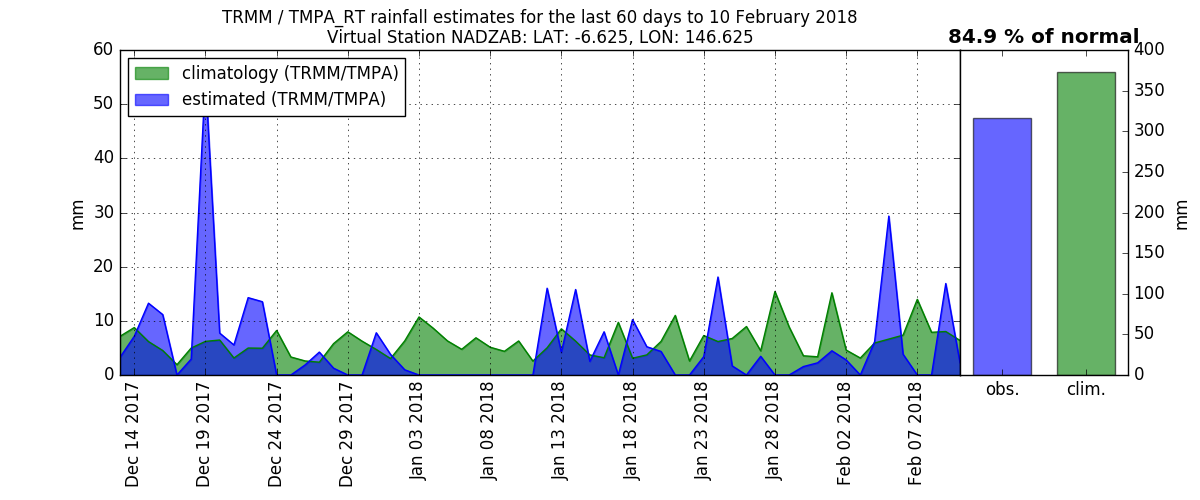 TRMM / TMPA_RT rainfall estimates for the last 60 days to 10 February 2018
Virtual Station NADZAB: LAT: -6.625, LON: 146.625
84.9 % of normal
climatology (TRMM/TMPA)
estimated (TRMM/TMPA)
60
50
40
30
20
10
0
mm
Dec 14 2017
Dec 19 2017
Dec 24 2017
Dec 29 2017
Jan 03 2018
Jan 08 2018
Jan 13 2018
Jan 18 2018
Jan 23 2018
Jan 28 2018
Feb 02 2018
Feb 07 2018
obs.
clim.
400
350
300
250
200
150
100
50
0
mm